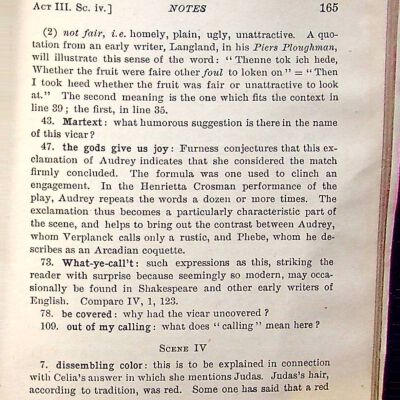 Act III. Sc. iv.] NOTES 165
(2) not fair, i.e. homely, plain, ugly, unattractive. A quo-
tation from an early writer, Langland, in his Piers Ploughman,
will illustrate this sense of the word: “Thenne tok ich hede,
Whether the fruit were faire other foul to loken on” = “Then
I took heed whether the fruit was fair or unattractive to look
at.” The second meaning is the one which fits the context in
line 39; the first, in line 35.
43. Martext: what humorous suggestion is there in the name
of this vicar?
47. the gods give us joy: Furness conjectures that this ex-
clamation of Audrey indicates that she considered the match
firmly concluded. The formula was one used to clinch an
engagement. In the Henrietta Crosman performance of the
play, Audrey repeats the words a dozen or more times. The
exclamation thus becomes a particularly characteristic part of
the scene, and helps to bring out the contrast between Audrey,
whom Verplanck calls only a rustic, and Phebe, whom he de-
scribes as an Arcadian coquette.
73. What-ye-call't: such expressions as this, striking the
reader with surprise because seemingly so modern, may occa-
sionally be found in Shakespeare and other early writers of
English. Compare IV, 1, 123.
78. be covered: why had the vicar uncovered?
109. out of my calling: what does “calling” mean here?
Scene IV
7. dissembling color: this is to be explained in connection
with Celia's answer in which she mentions Judas. Judas's hair,
according to tradition, was red. Some one has said that a red